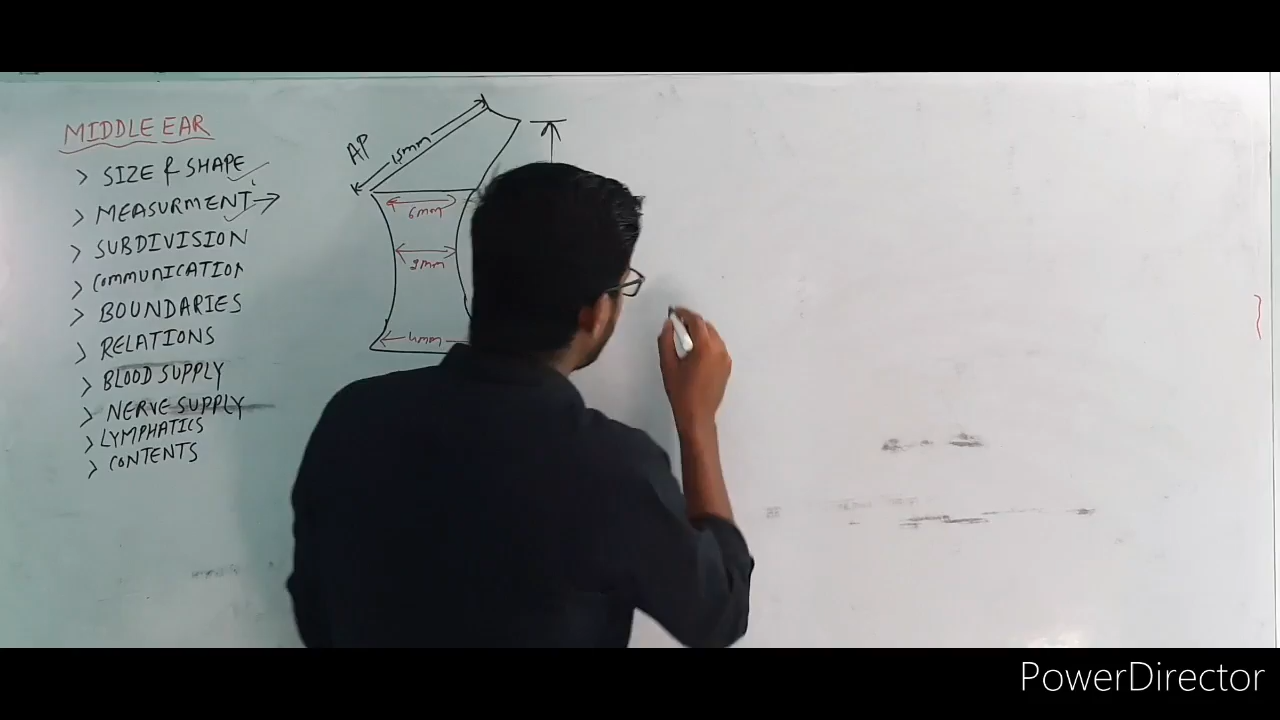 MIDDLE EAR
> SIZE & SHAPE
> MEASURMENT
> SUBDIVISION
> COMMUNICATION
> BOUNDARIES
> RELATIONS
> BLOOD SUPPLY
> NERVE SUPPLY
> LYMPHATICS
> CONTENTS
AP
15mm
6mm
2mm
4mm
PowerDirector